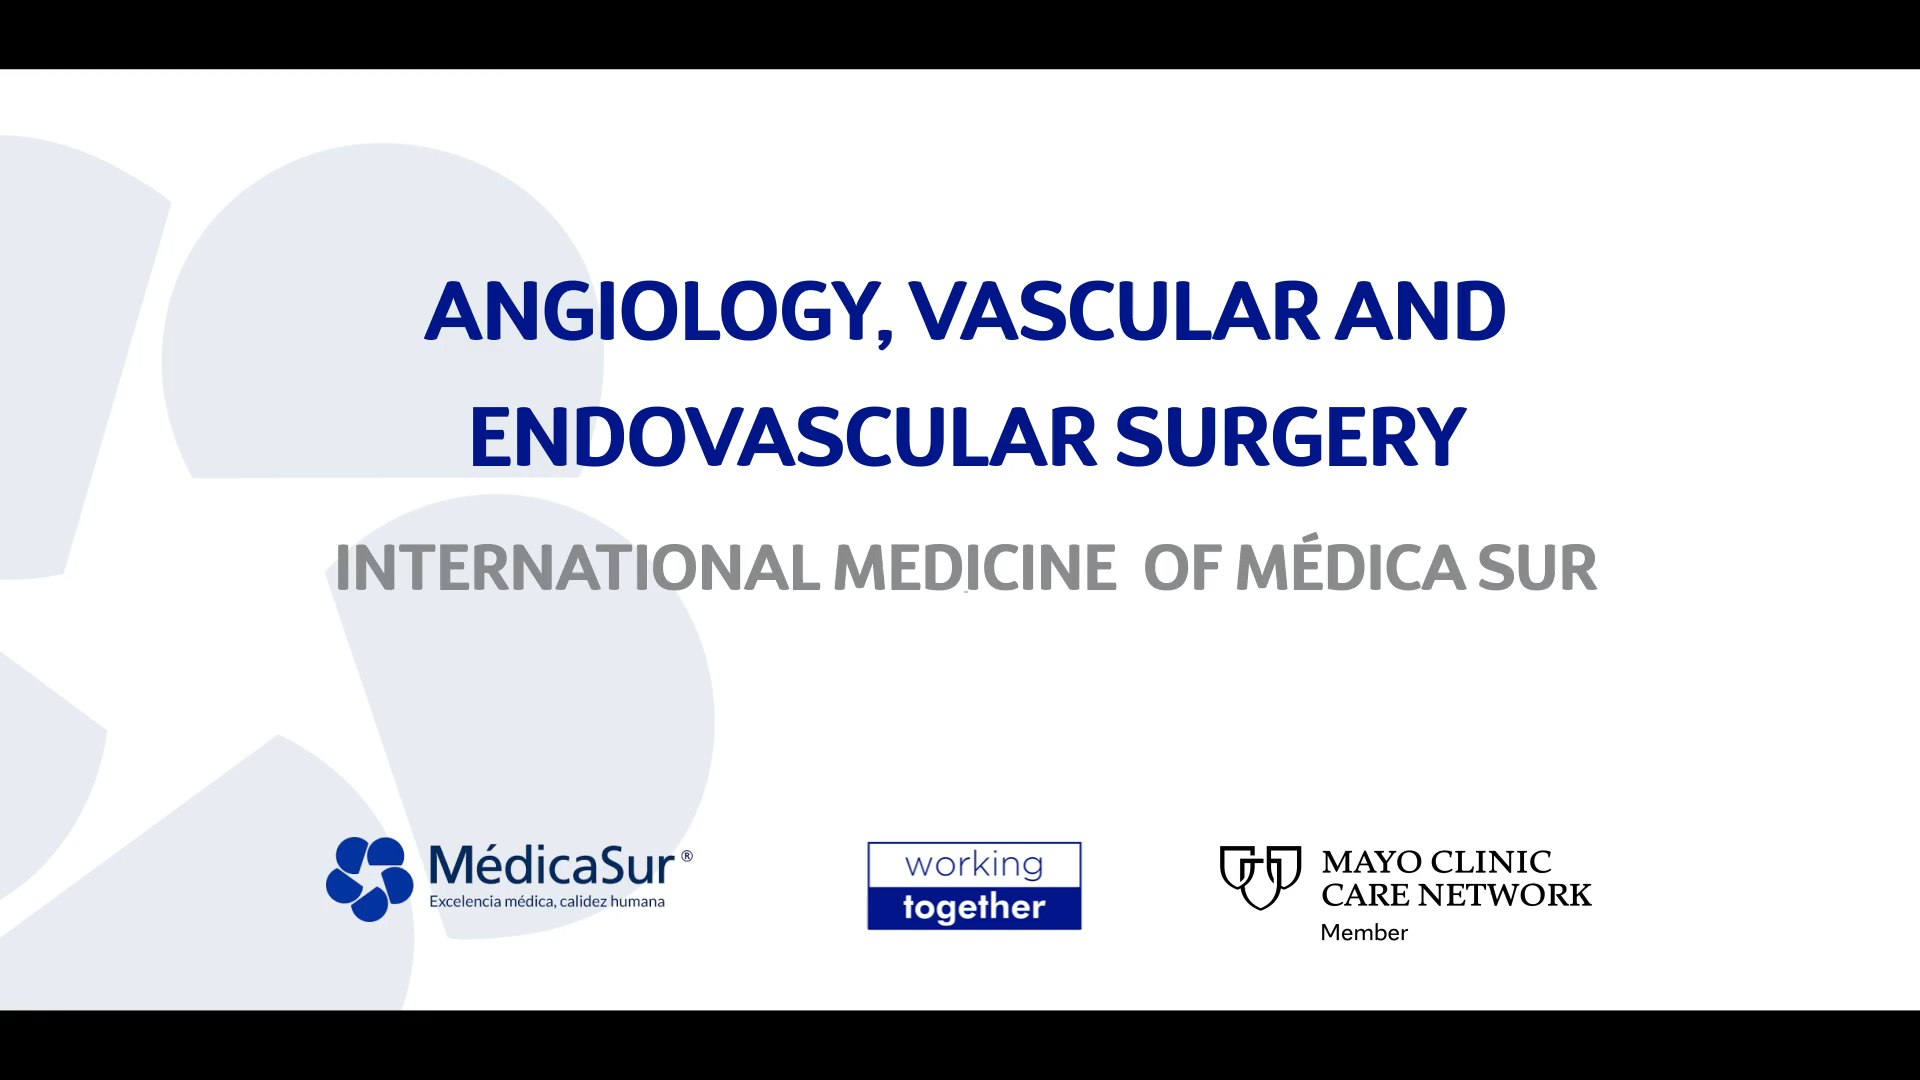 ANGIOLOGY, VASCULAR AND
ENDOVASCULAR SURGERY
INTERNATIONAL MEDICINE OF MÉDICA SUR
MédicaSur ®
Excelencia médica, calidez humana
working
together
MAYO CLINIC
CARE NETWORK
Member